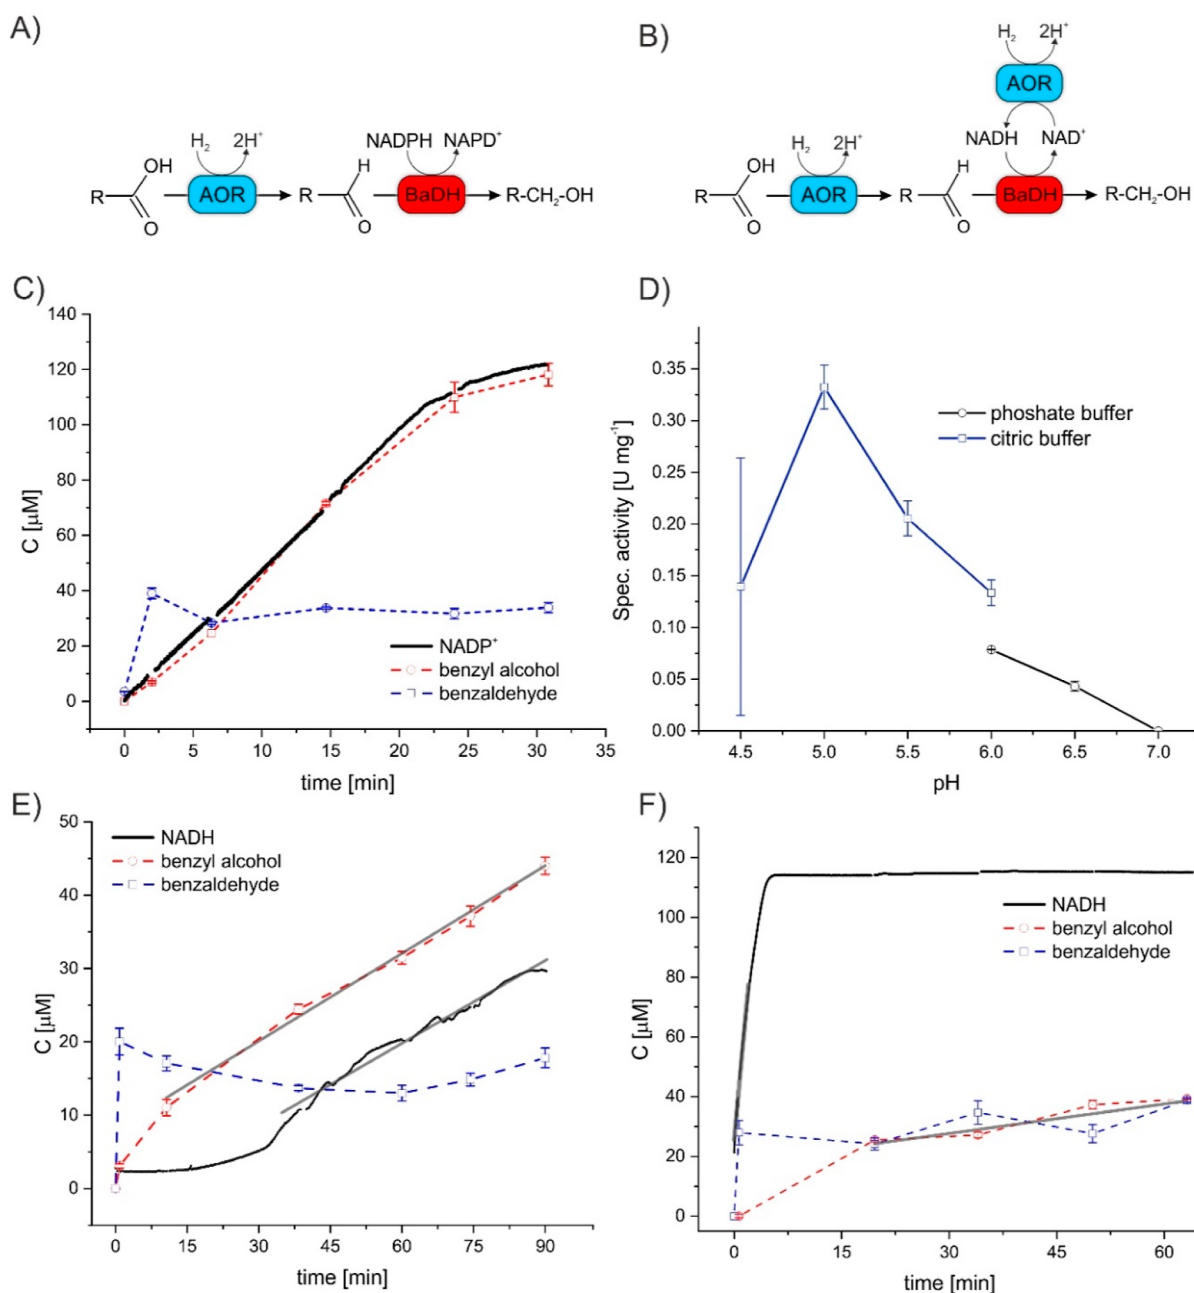 A)
H₂ 2H⁺
NADPH NAPD⁺
OH
H
R
AOR
R
BaDH
R-CH₂-OH
O
O
B)
H₂ 2H⁺
AOR
H₂ 2H⁺
NADH NAD⁺
OH
H
R
AOR
R
BaDH
R-CH₂-OH
O
O
C)
140
120
100
80
60
40
20
0
C [µM]
NADP⁺
benzyl alcohol
benzaldehyde
0 5 10 15 20 25 30 35
time [min]
D)
0.35
0.30
0.25
0.20
0.15
0.10
0.05
0.00
Spec. activity [U mg⁻¹]
phoshate buffer
citric buffer
4.5 5.0 5.5 6.0 6.5 7.0
pH
E)
50
40
30
20
10
0
C [µM]
NADH
benzyl alcohol
benzaldehyde
0 15 30 45 60 75 90
time [min]
F)
120
100
80
60
40
20
0
C [µM]
NADH
benzyl alcohol
benzaldehyde
0 15 30 45 60
time [min]